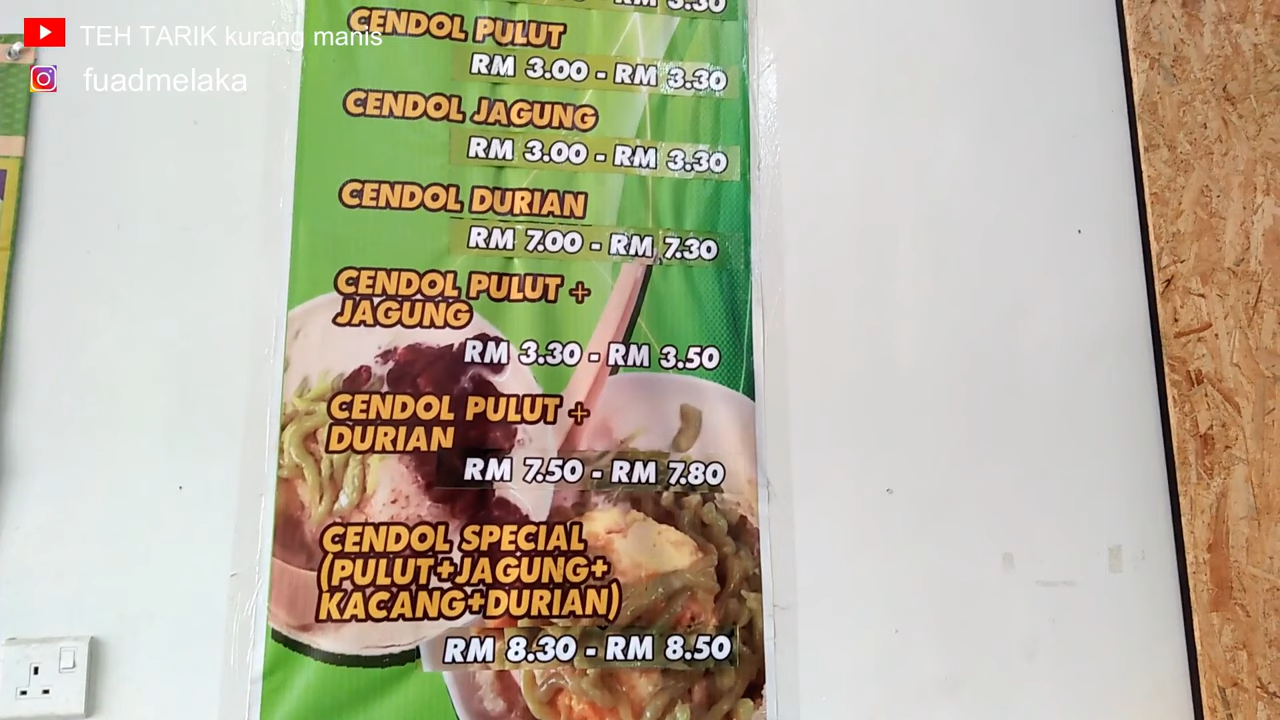 TEH TARIK kurang manis
fuadmelaka
RM 3.30
CENDOL PULUT
RM 3.00 - RM 3.30
CENDOL JAGUNG
RM 3.00 - RM 3.30
CENDOL DURIAN
RM 7.00 - RM 7.30
CENDOL PULUT +
JAGUNG
RM 3.30 - RM 3.50
CENDOL PULUT +
DURIAN
RM 7.50 - RM 7.80
CENDOL SPECIAL
(PULUT+JAGUNG+
KACANG+DURIAN)
RM 8.30 - RM 8.50